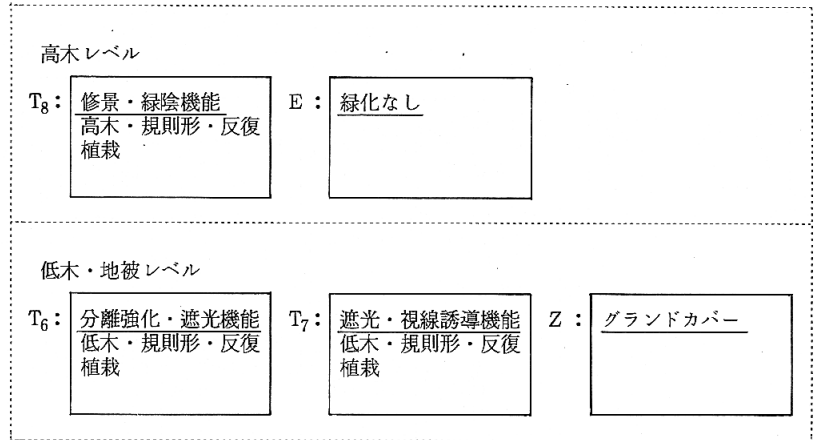 高木レベル
T₈： 修景・緑陰機能
高木・規則形・反復
植栽
E： 緑化なし
低木・地被レベル
T₆： 分離強化・遮光機能
低木・規則形・反復
植栽
T₇： 遮光・視線誘導機能
低木・規則形・反復
植栽
Z： グランドカバー